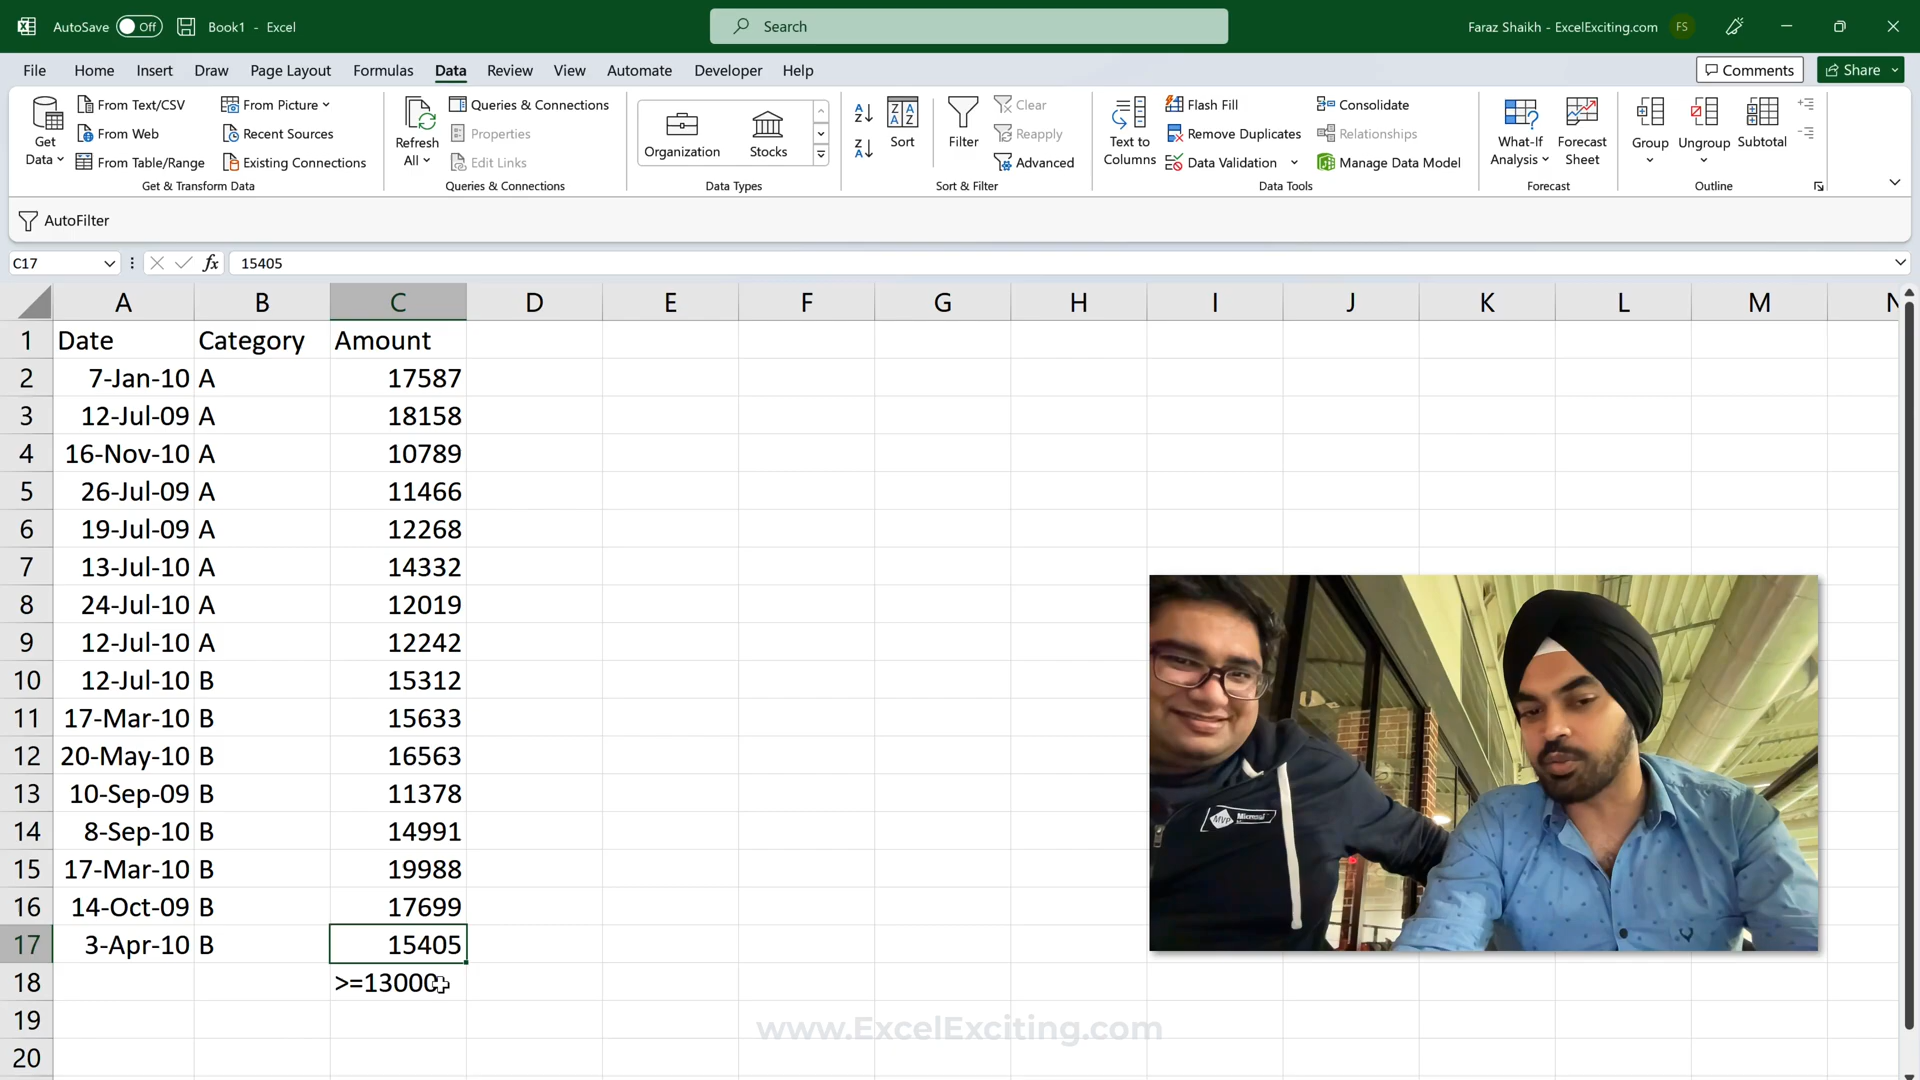 AutoSave Off Book1 - Excel Search Faraz Shaikh - ExcelExciting.com FS
File Home Insert Draw Page Layout Formulas Data Review View Automate Developer Help Comments Share
Get Data
From Text/CSV
From Web
From Table/Range
From Picture
Recent Sources
Existing Connections
Get & Transform Data
Refresh All
Queries & Connections
Properties
Edit Links
Queries & Connections
Organization Stocks
Data Types
Sort
Filter
Clear
Reapply
Advanced
Sort & Filter
Text to Columns
Flash Fill
Remove Duplicates
Data Validation
Consolidate
Relationships
Manage Data Model
Data Tools
What-If Analysis
Forecast Sheet
Forecast
Group
Ungroup
Subtotal
Outline
AutoFilter
C17 fx 15405
A B C D E F G H I J K L M N
1 Date Category Amount
2 7-Jan-10 A 17587
3 12-Jul-09 A 18158
4 16-Nov-10 A 10789
5 26-Jul-09 A 11466
6 19-Jul-09 A 12268
7 13-Jul-10 A 14332
8 24-Jul-10 A 12019
9 12-Jul-10 A 12242
10 12-Jul-10 B 15312
11 17-Mar-10 B 15633
12 20-May-10 B 16563
13 10-Sep-09 B 11378
14 8-Sep-10 B 14991
15 17-Mar-10 B 19988
16 14-Oct-09 B 17699
17 3-Apr-10 B 15405
18 >=13000
19
20
MVP Microsoft
www.ExcelExciting.com